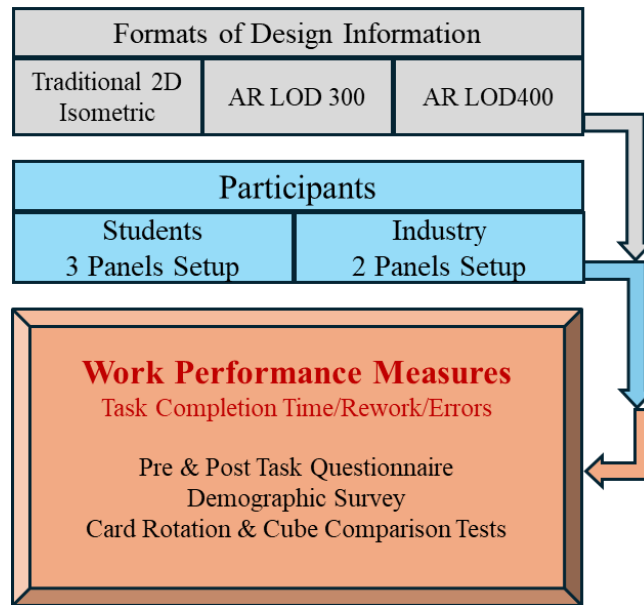 Formats of Design Information
Traditional 2D
Isometric
AR LOD 300
AR LOD400
Participants
Students
3 Panels Setup
Industry
2 Panels Setup
Work Performance Measures
Task Completion Time/Rework/Errors
Pre & Post Task Questionnaire
Demographic Survey
Card Rotation & Cube Comparison Tests